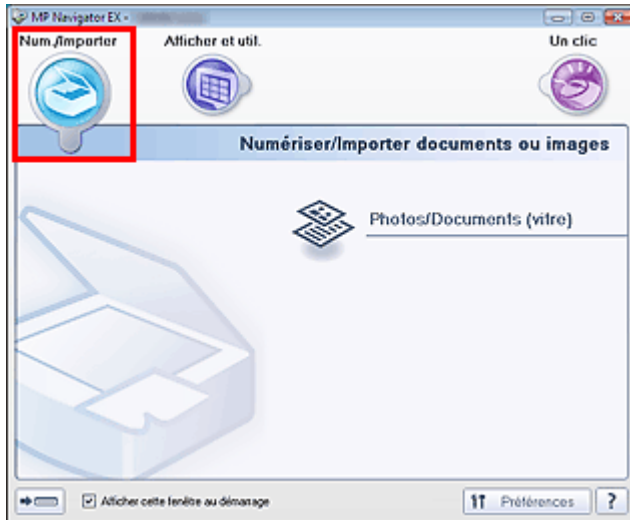 MP Navigator EX -
Num./Importer Afficher et util. Un clic
Numériser/Importer documents ou images
Photos/Documents (vitre)
Afficher cette fenêtre au démarrage Préférences ?